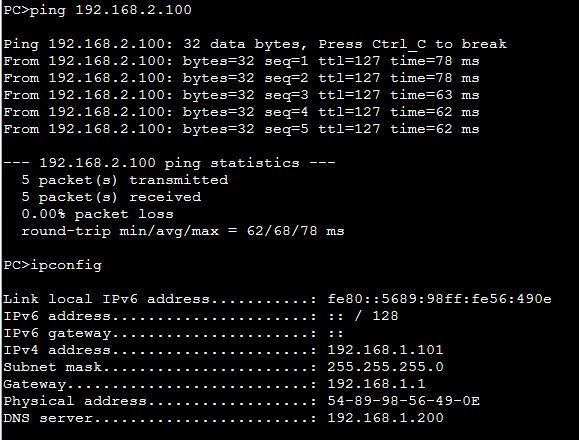 PC>ping 192.168.2.100
Ping 192.168.2.100: 32 data bytes, Press Ctrl_C to break
From 192.168.2.100: bytes=32 seq=1 ttl=127 time=78 ms
From 192.168.2.100: bytes=32 seq=2 ttl=127 time=78 ms
From 192.168.2.100: bytes=32 seq=3 ttl=127 time=63 ms
From 192.168.2.100: bytes=32 seq=4 ttl=127 time=62 ms
From 192.168.2.100: bytes=32 seq=5 ttl=127 time=62 ms
--- 192.168.2.100 ping statistics ---
5 packet(s) transmitted
5 packet(s) received
0.00% packet loss
round-trip min/avg/max = 62/68/78 ms
PC>ipconfig
Link local IPv6 address...........: fe80::5689:98ff:fe56:490e
IPv6 address......................: :: / 128
IPv6 gateway......................: ::
IPv4 address......................: 192.168.1.101
Subnet mask.......................: 255.255.255.0
Gateway...........................: 192.168.1.1
Physical address..................: 54-89-98-56-49-0E
DNS server........................: 192.168.1.200